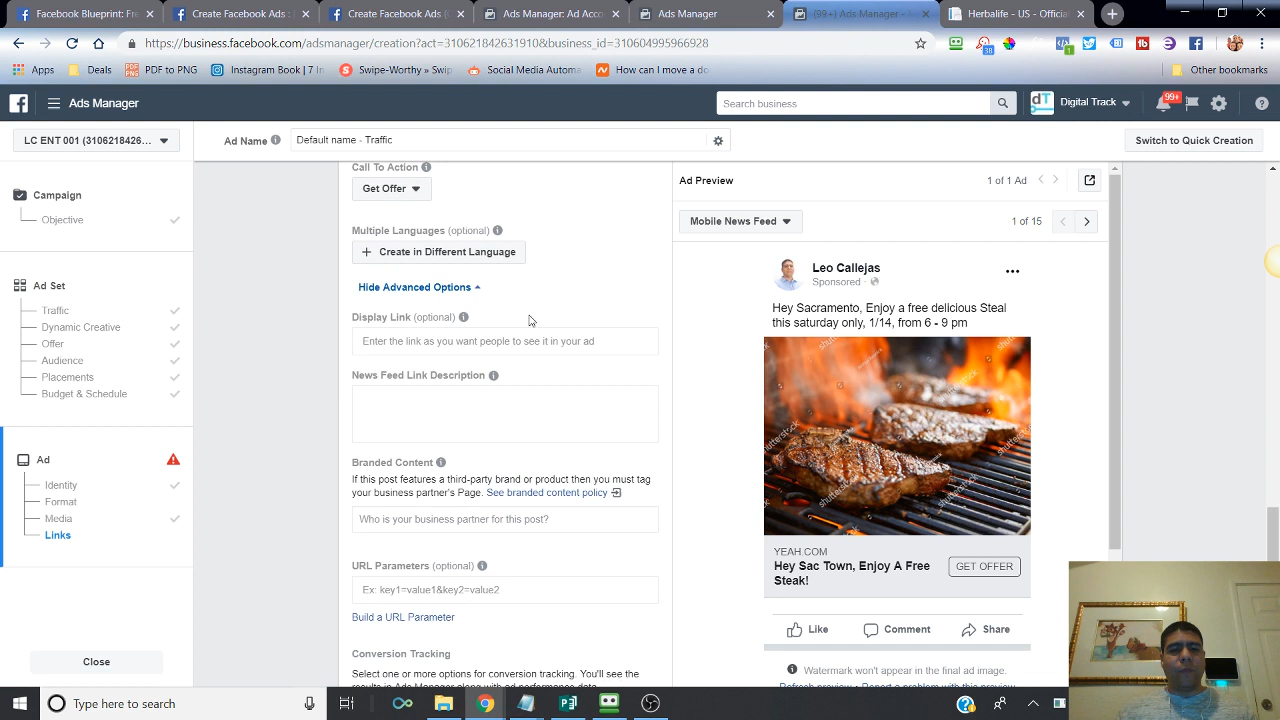 Facebook Blueprint: Fre
Create Facebook Ads : C
Create Facebook Ads : C
Ads Manager: Ad Accou
Ads Manager
(99+) Ads Manager -
Herbalife - US - Official
https://business.facebook.com/adsmanager/creation?act=310621842631910&business_id=310604995966928
Apps
Deals
PDF to PNG
Instagram Book | 7 In
Swipe-Worthy » Swip
Social Media Automa
How can I move a do
Other bookmarks
Ads Manager
Search business
Digital Track
99+
LC ENT 001 (3106218426...
Ad Name
Default name - Traffic
Switch to Quick Creation
Campaign
Objective
Ad Set
Traffic
Dynamic Creative
Offer
Audience
Placements
Budget & Schedule
Ad
Identity
Format
Media
Links
Close
Call To Action
Get Offer
Multiple Languages (optional)
+ Create in Different Language
Hide Advanced Options
Display Link (optional)
Enter the link as you want people to see it in your ad
News Feed Link Description
Branded Content
If this post features a third-party brand or product then you must tag
your business partner's Page. See branded content policy
Who is your business partner for this post?
URL Parameters (optional)
Ex: key1=value1&key2=value2
Build a URL Parameter
Conversion Tracking
Select one or more options for conversion tracking. You'll see the
Ad Preview
1 of 1 Ad
Mobile News Feed
1 of 15
Leo Callejas
Sponsored
Hey Sacramento, Enjoy a free delicious Steal
this saturday only, 1/14, from 6 - 9 pm
shutterstock
YEAH.COM
Hey Sac Town, Enjoy A Free
Steak!
GET OFFER
Like
Comment
Share
Watermark won't appear in the final ad image.
Refresh preview • Report a problem with this preview
Type here to search